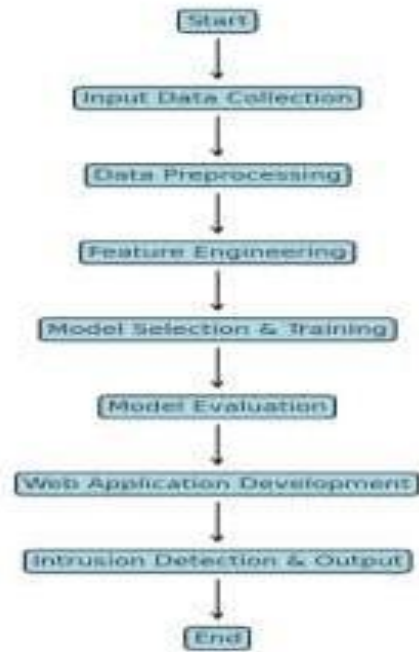 Start
Input Data Collection
Data Preprocessing
Feature Engineering
Model Selection & Training
Model Evaluation
Web Application Development
Intrusion Detection & Output
End